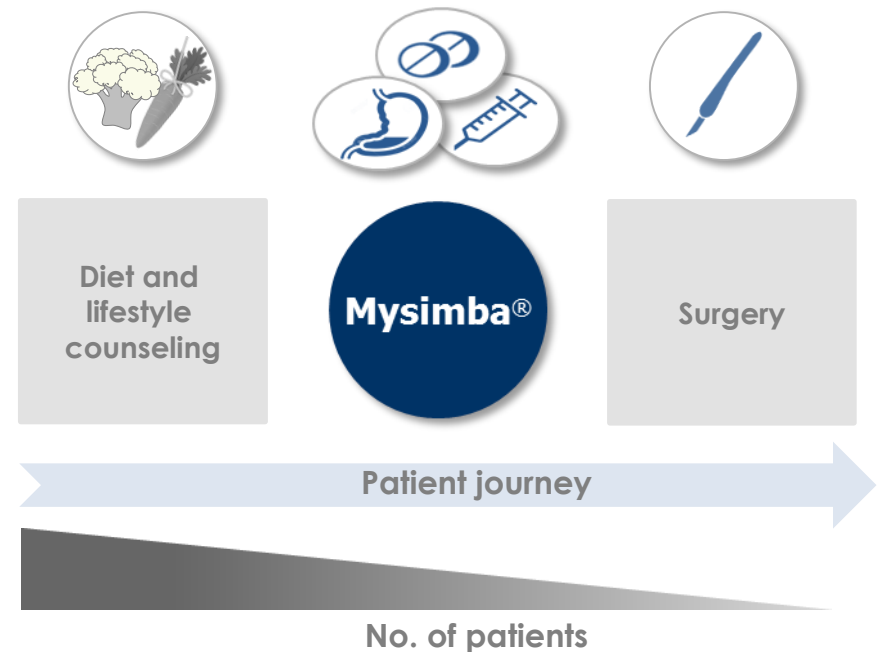 Diet and
lifestyle
counseling
Mysimba®
Surgery
Patient journey
No. of patients